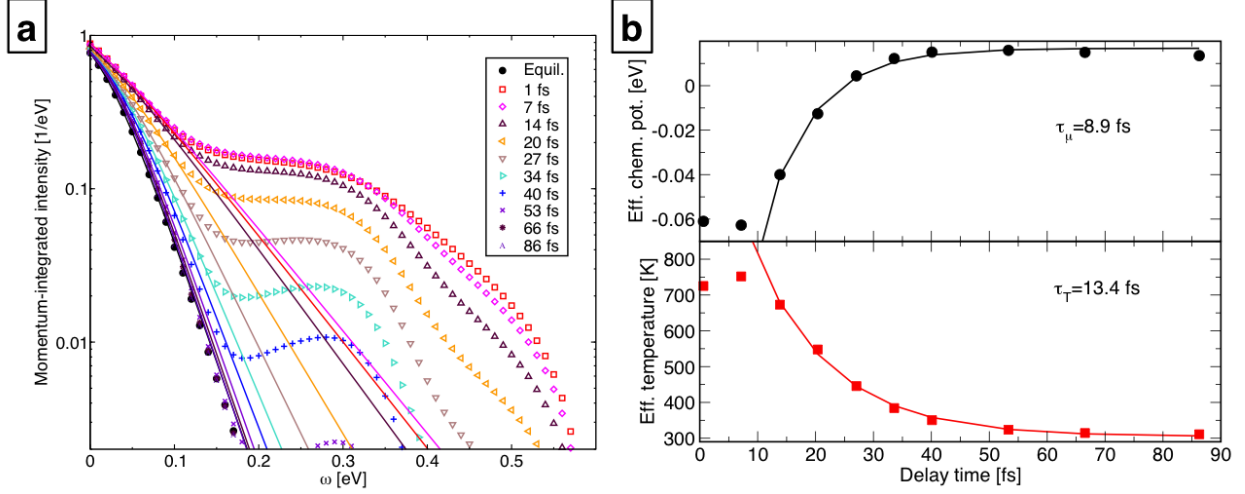 a
Momentum-integrated intensity [1/eV]
1
0.1
0.01
0
0.1
0.2
0.3
0.4
0.5
ω [eV]
Equil.
1 fs
7 fs
14 fs
20 fs
27 fs
34 fs
40 fs
53 fs
66 fs
86 fs
b
Eff. chem. pot. [eV]
0
-0.02
-0.04
-0.06
τμ=8.9 fs
Eff. temperature [K]
800
700
600
500
400
300
τT=13.4 fs
0
10
20
30
40
50
60
70
80
90
Delay time [fs]